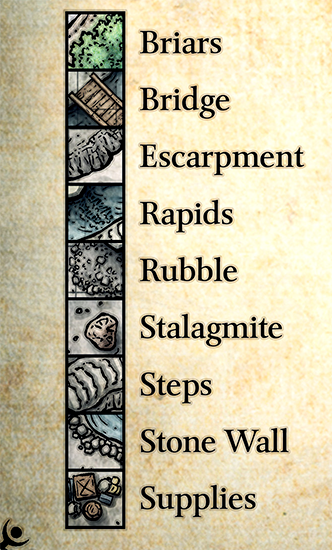 Briars
Bridge
Escarpment
Rapids
Rubble
Stalagmite
Steps
Stone Wall
Supplies